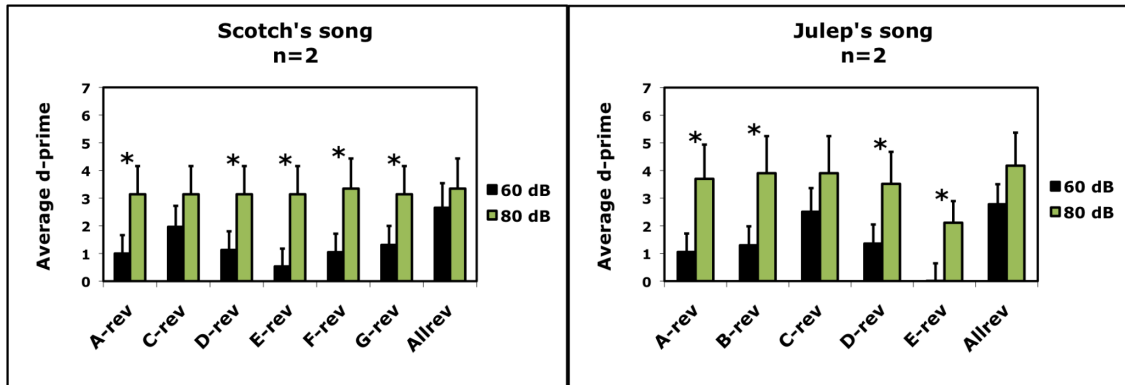 Scotch's song
n=2
Average d-prime
7
6
5
4
3
2
1
0
*
*
*
*
*
A-rev
C-rev
D-rev
E-rev
F-rev
G-rev
Allrev
60 dB
80 dB
Julep's song
n=2
Average d-prime
7
6
5
4
3
2
1
0
*
*
*
*
A-rev
B-rev
C-rev
D-rev
E-rev
Allrev
60 dB
80 dB